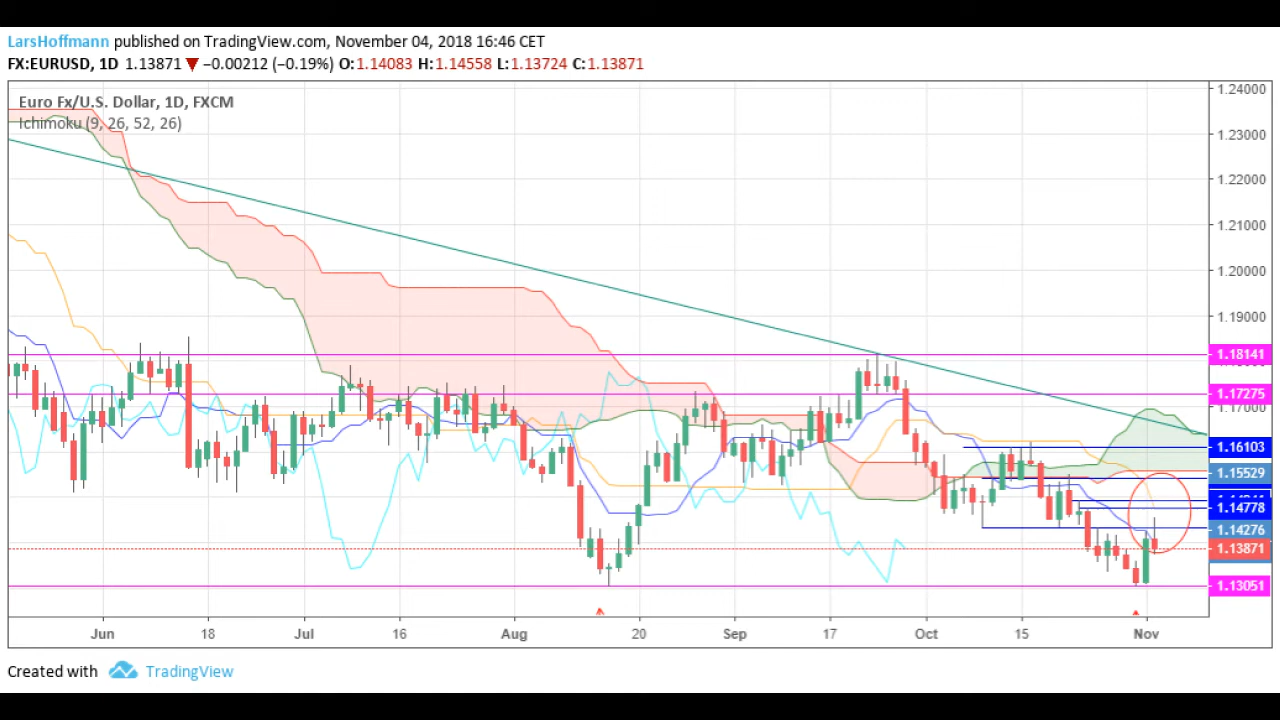 LarsHoffmann published on TradingView.com, November 04, 2018 16:46 CET
FX:EURUSD, 1D 1.13871 ▼ −0.00212 (−0.19%) O:1.14083 H:1.14558 L:1.13724 C:1.13871
Euro Fx/U.S. Dollar, 1D, FXCM
Ichimoku (9, 26, 52, 26)
1.24000
1.23000
1.22000
1.21000
1.20000
1.19000
1.18141
1.17275
1.17000
1.16103
1.15529
1.14778
1.14276
1.13871
1.13051
Jun 18 Jul 16 Aug 20 Sep 17 Oct 15 Nov
Created with TradingView